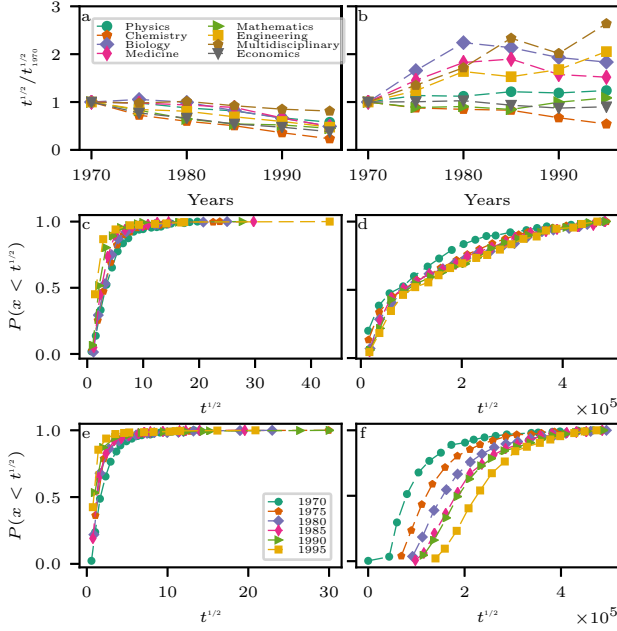 a
b
Physics
Chemistry
Biology
Medicine
Mathematics
Engineering
Multidisciplinary
Economics
t^{1/2}/t^{1/2}_{1970}
3
2
1
0
1970 1980 1990
1970 1980 1990
Years
Years
c
d
P(x < t^{1/2})
1.0
0.5
0.0
0 10 20 30 40
2 4
×10^5
t^{1/2}
t^{1/2}
e
f
P(x < t^{1/2})
1.0
0.5
0.0
1970
1975
1980
1985
1990
1995
0 10 20 30
0 2 4
×10^5
t^{1/2}
t^{1/2}